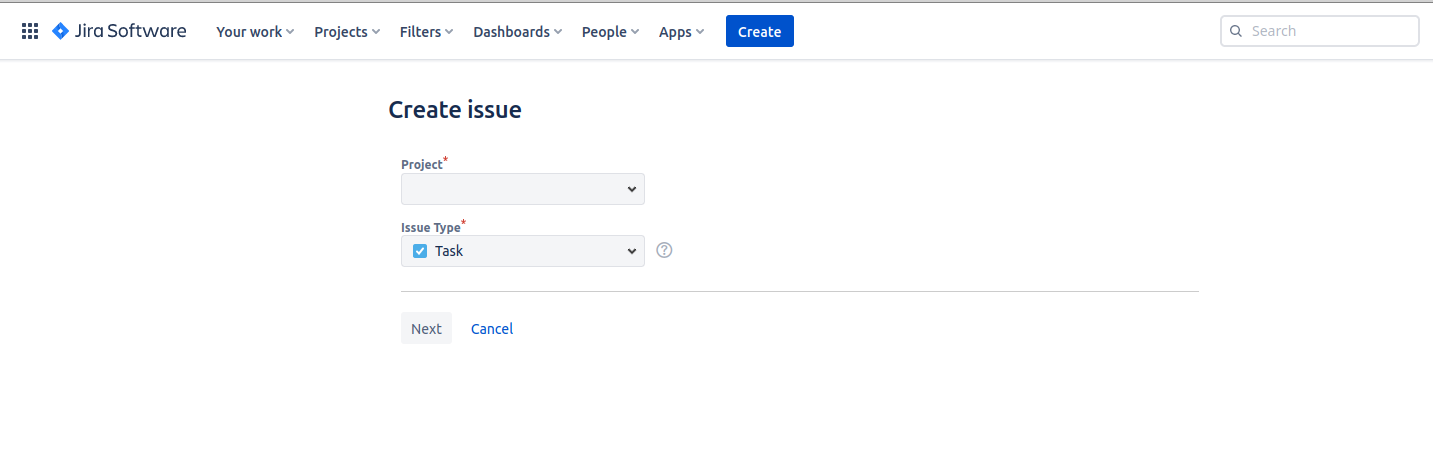 Jira Software Your work Projects Filters Dashboards People Apps Create Search
Create issue
Project*
Issue Type*
Task
Next Cancel